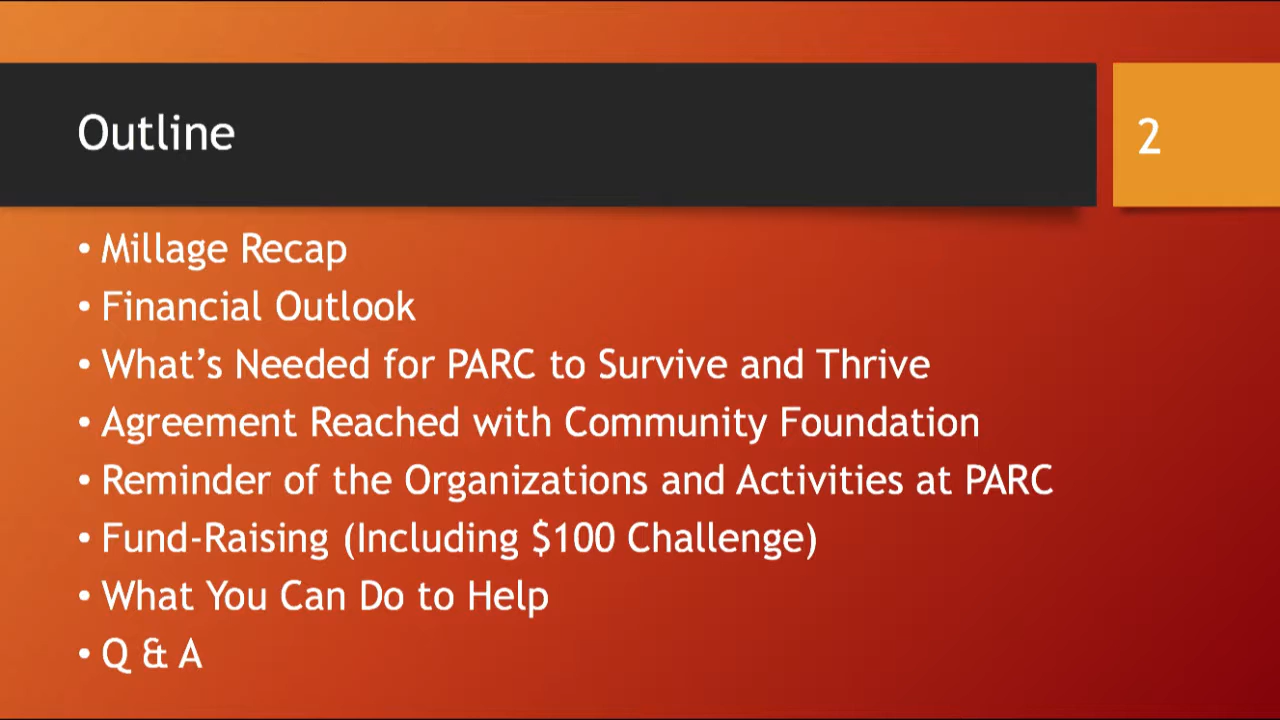 Outline
2
• Millage Recap
• Financial Outlook
• What’s Needed for PARC to Survive and Thrive
• Agreement Reached with Community Foundation
• Reminder of the Organizations and Activities at PARC
• Fund-Raising (Including $100 Challenge)
• What You Can Do to Help
• Q & A